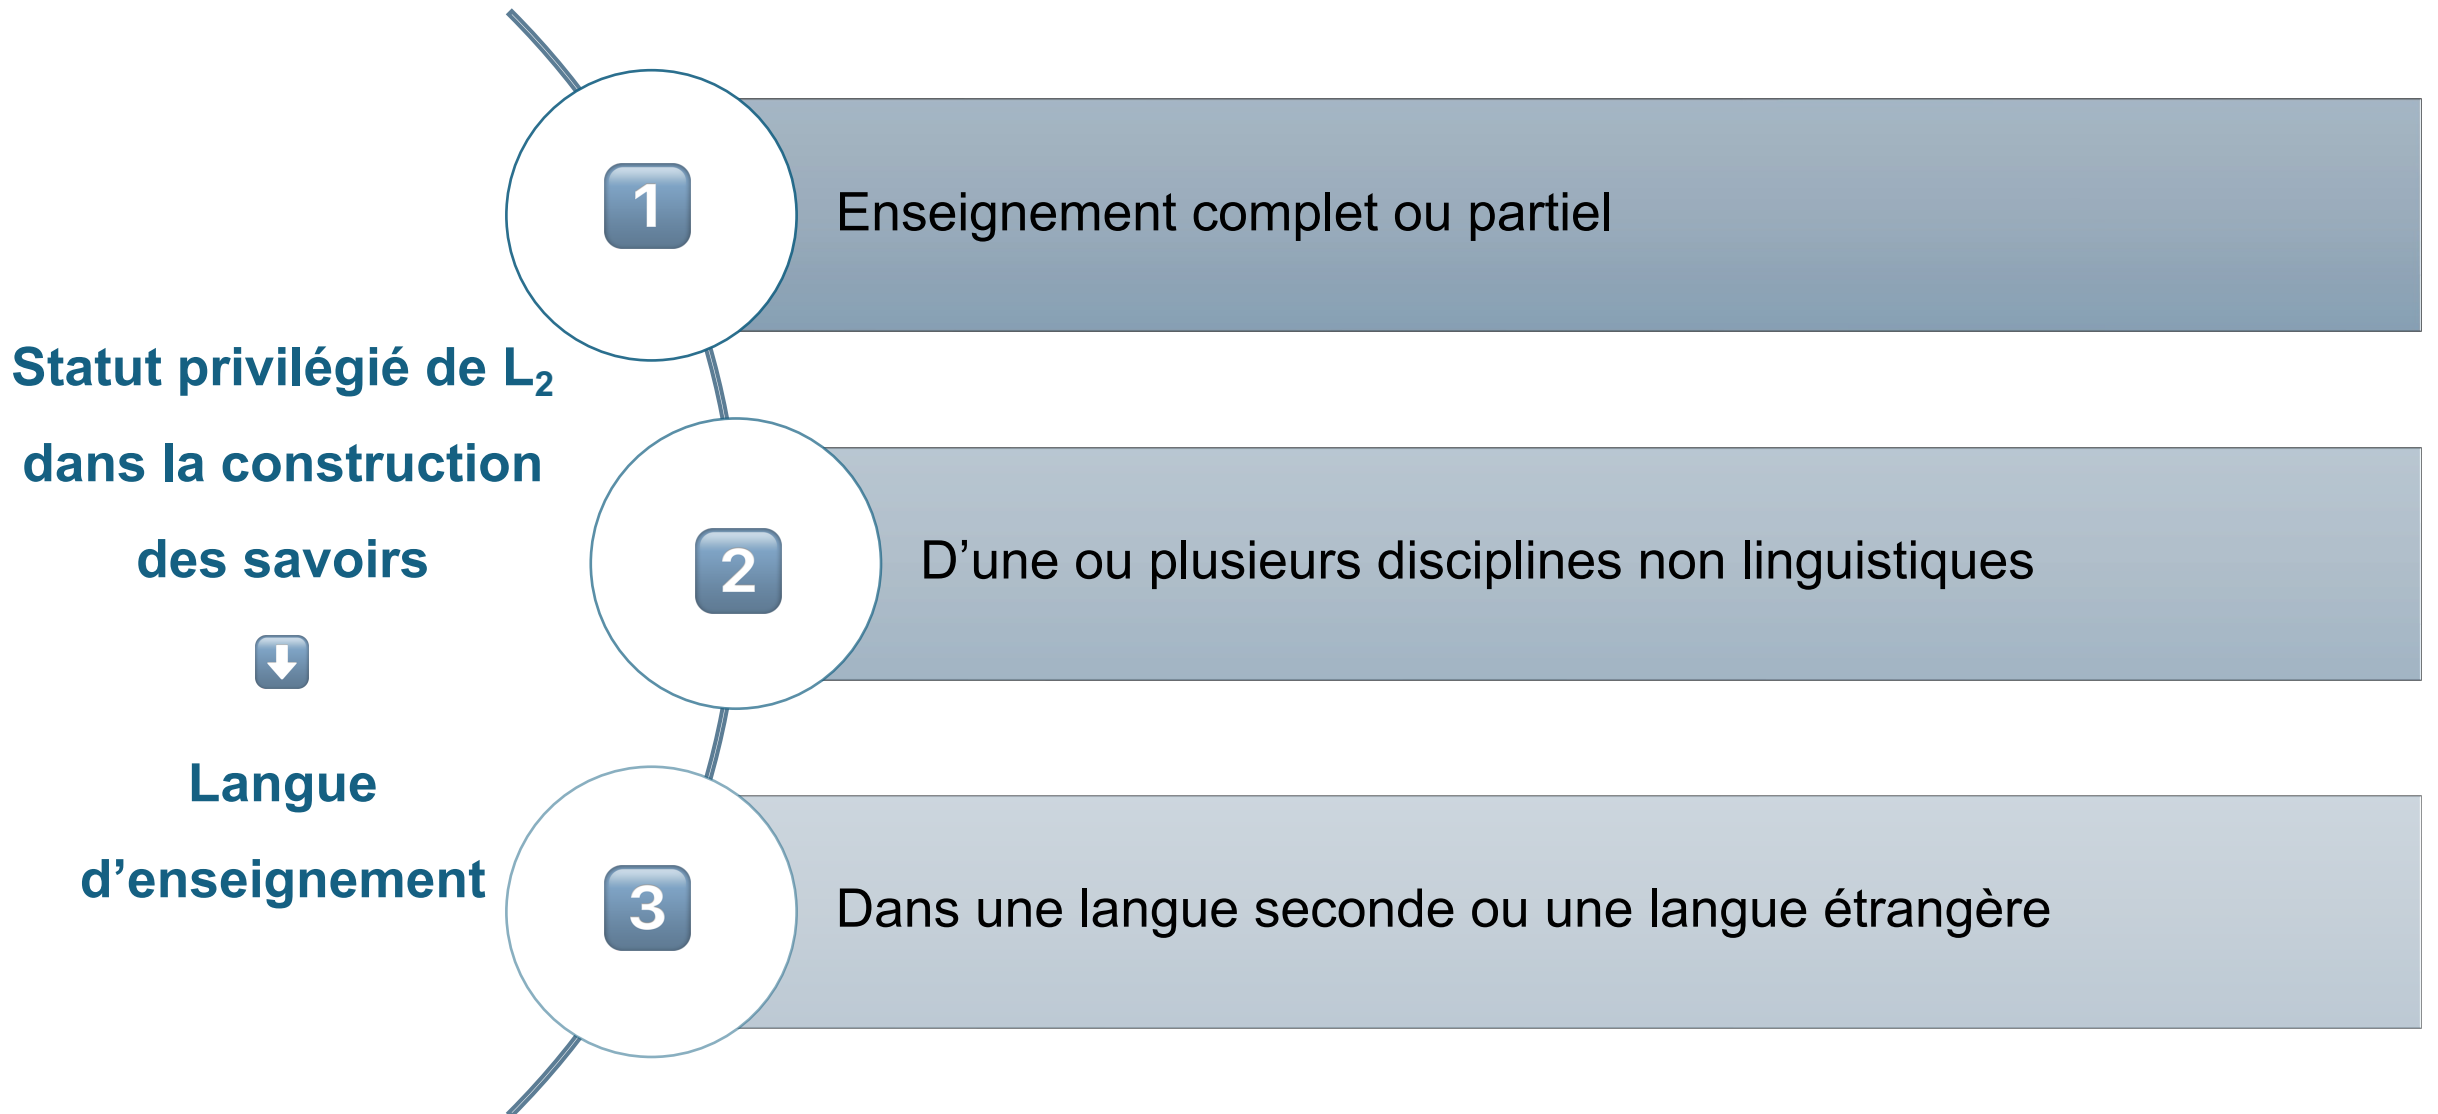 Statut privilégié de L₂
dans la construction
des savoirs
⬇️
Langue
d’enseignement
1
Enseignement complet ou partiel
2
D’une ou plusieurs disciplines non linguistiques
3
Dans une langue seconde ou une langue étrangère